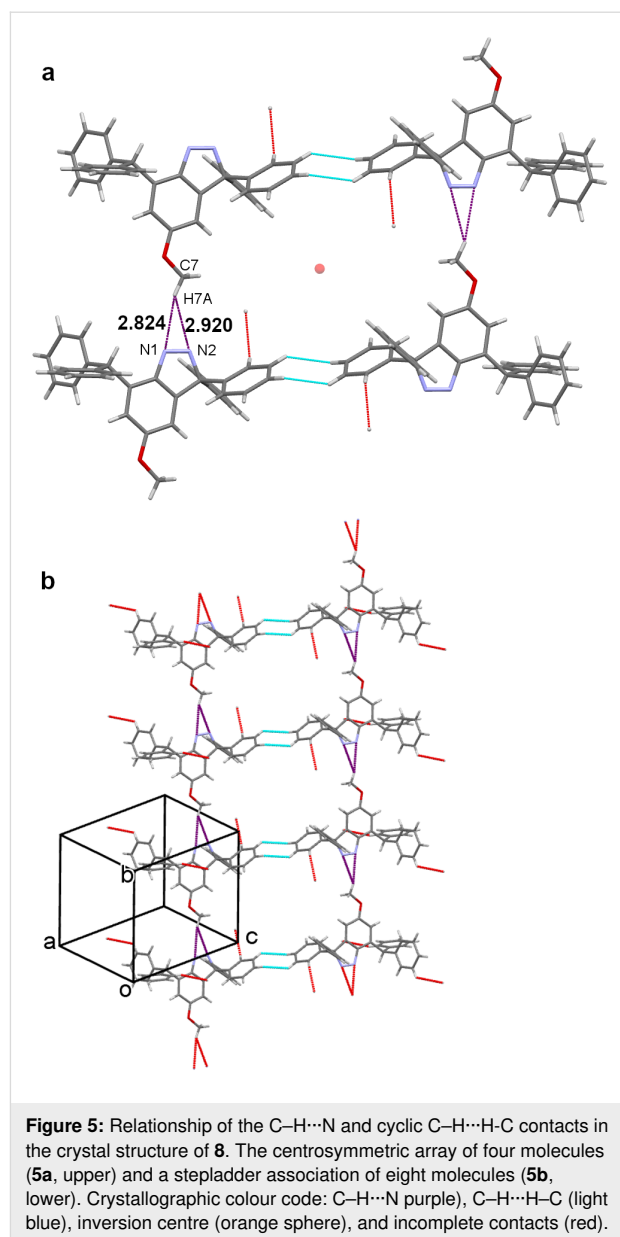 a
C7
H7A
2.824 2.920
N1 N2
b
b
a
c
o
Figure 5: Relationship of the C–H···N and cyclic C–H···H-C contacts in
the crystal structure of 8. The centrosymmetric array of four molecules
(5a, upper) and a stepladder association of eight molecules (5b,
lower). Crystallographic colour code: C–H···N purple), C–H···H–C (light
blue), inversion centre (orange sphere), and incomplete contacts (red).